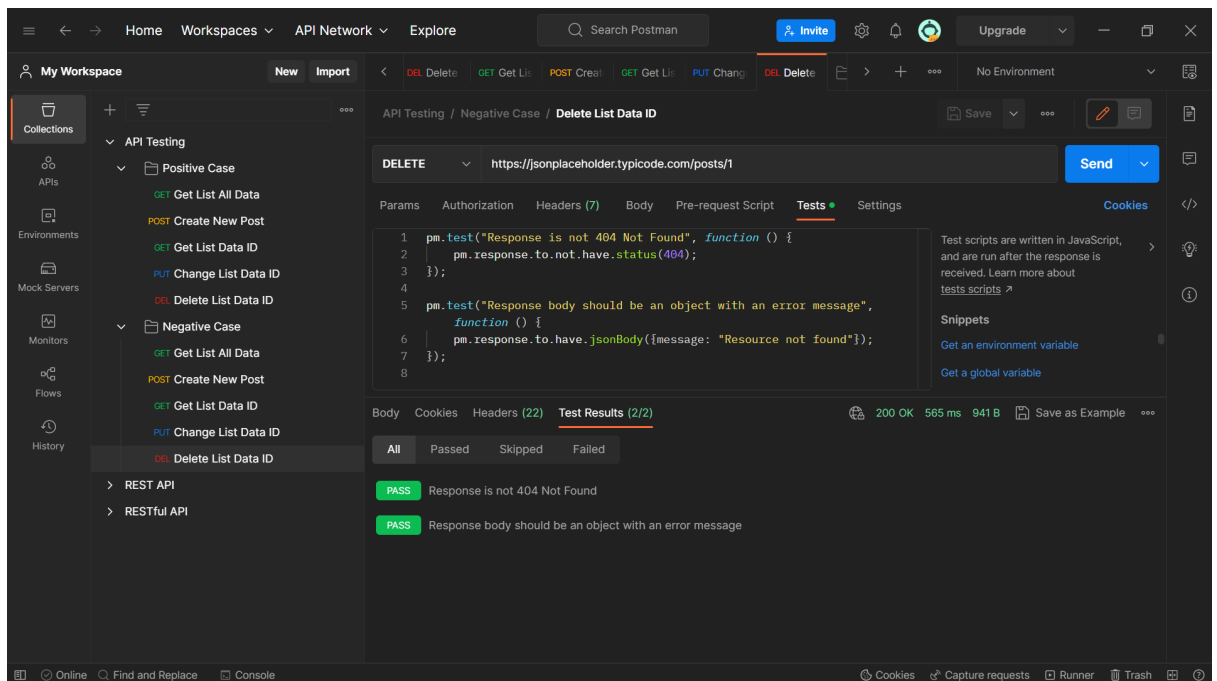 Home Workspaces API Network Explore Search Postman Invite Upgrade
My Workspace New Import DEL Delete GET Get Lis POST Creat GET Get Lis PUT Chang DEL Delete No Environment
Collections
APIs
Environments
Mock Servers
Monitors
Flows
History
API Testing
Positive Case
GET Get List All Data
POST Create New Post
GET Get List Data ID
PUT Change List Data ID
DEL Delete List Data ID
Negative Case
GET Get List All Data
POST Create New Post
GET Get List Data ID
PUT Change List Data ID
DEL Delete List Data ID
REST API
RESTful API
API Testing / Negative Case / Delete List Data ID Save
DELETE https://jsonplaceholder.typicode.com/posts/1 Send
Params Authorization Headers (7) Body Pre-request Script Tests Settings Cookies
1 pm.test("Response is not 404 Not Found", function () {
2 pm.response.to.not.have.status(404);
3 });
4
5 pm.test("Response body should be an object with an error message",
function () {
6 pm.response.to.have.jsonBody({message: "Resource not found"});
7 });
8
Test scripts are written in JavaScript,
and are run after the response is
received. Learn more about
tests scripts ↗
Snippets
Get an environment variable
Get a global variable
Body Cookies Headers (22) Test Results (2/2) 200 OK 565 ms 941 B Save as Example
All Passed Skipped Failed
PASS Response is not 404 Not Found
PASS Response body should be an object with an error message
Online Find and Replace Console Cookies Capture requests Runner Trash